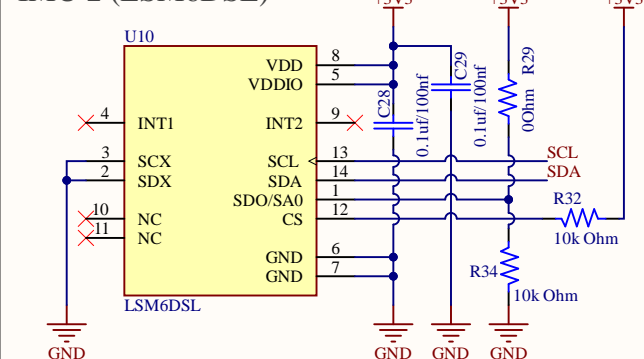 IMU 2 (LSM6DSL)
+3V3 +3V3 +3V3
U10
VDD 8
VDDIO 5
4 INT1
INT2 9
3 SCX
2 SDX
SCL 13 SCL
SDA 14 SDA
SDO/SA0 1
CS 12
10 NC
11 NC
GND 6
GND 7
LSM6DSL
C28
0.1uf/100nf
C29
0.1uf/100nf
R29
0Ohm
R32
10k Ohm
R34
10k Ohm
GND GND GND GND